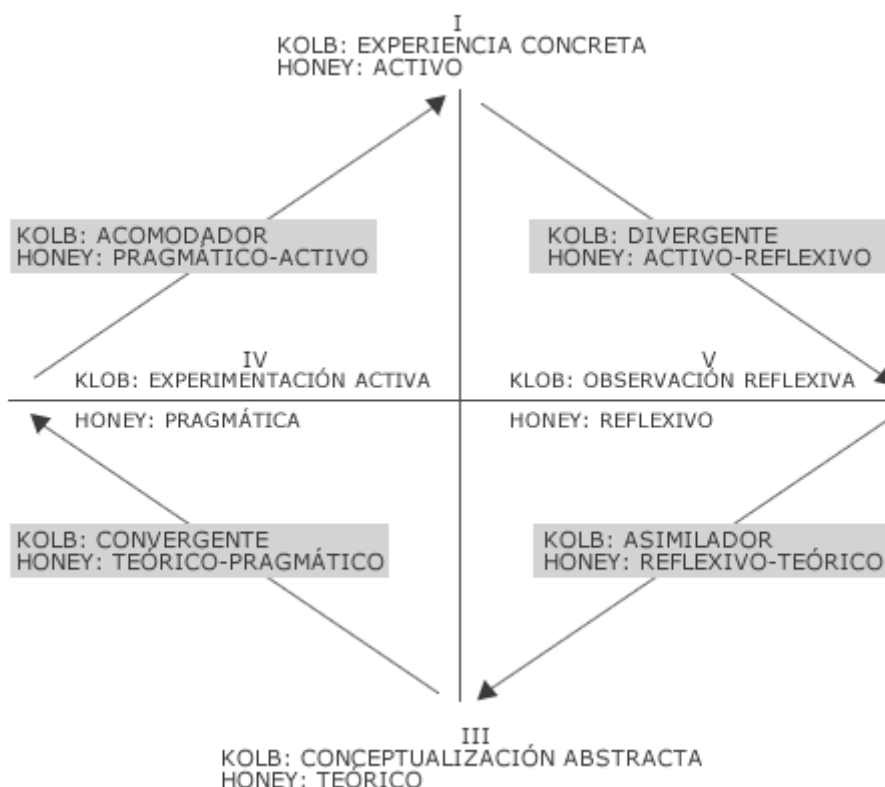 I
KOLB: EXPERIENCIA CONCRETA
HONEY: ACTIVO
KOLB: ACOMODADOR
HONEY: PRAGMÁTICO-ACTIVO
KOLB: DIVERGENTE
HONEY: ACTIVO-REFLEXIVO
IV
KLOB: EXPERIMENTACIÓN ACTIVA
HONEY: PRAGMÁTICA
V
KLOB: OBSERVACIÓN REFLEXIVA
HONEY: REFLEXIVO
KOLB: CONVERGENTE
HONEY: TEÓRICO-PRAGMÁTICO
KOLB: ASIMILADOR
HONEY: REFLEXIVO-TEÓRICO
III
KOLB: CONCEPTUALIZACIÓN ABSTRACTA
HONEY: TEÓRICO